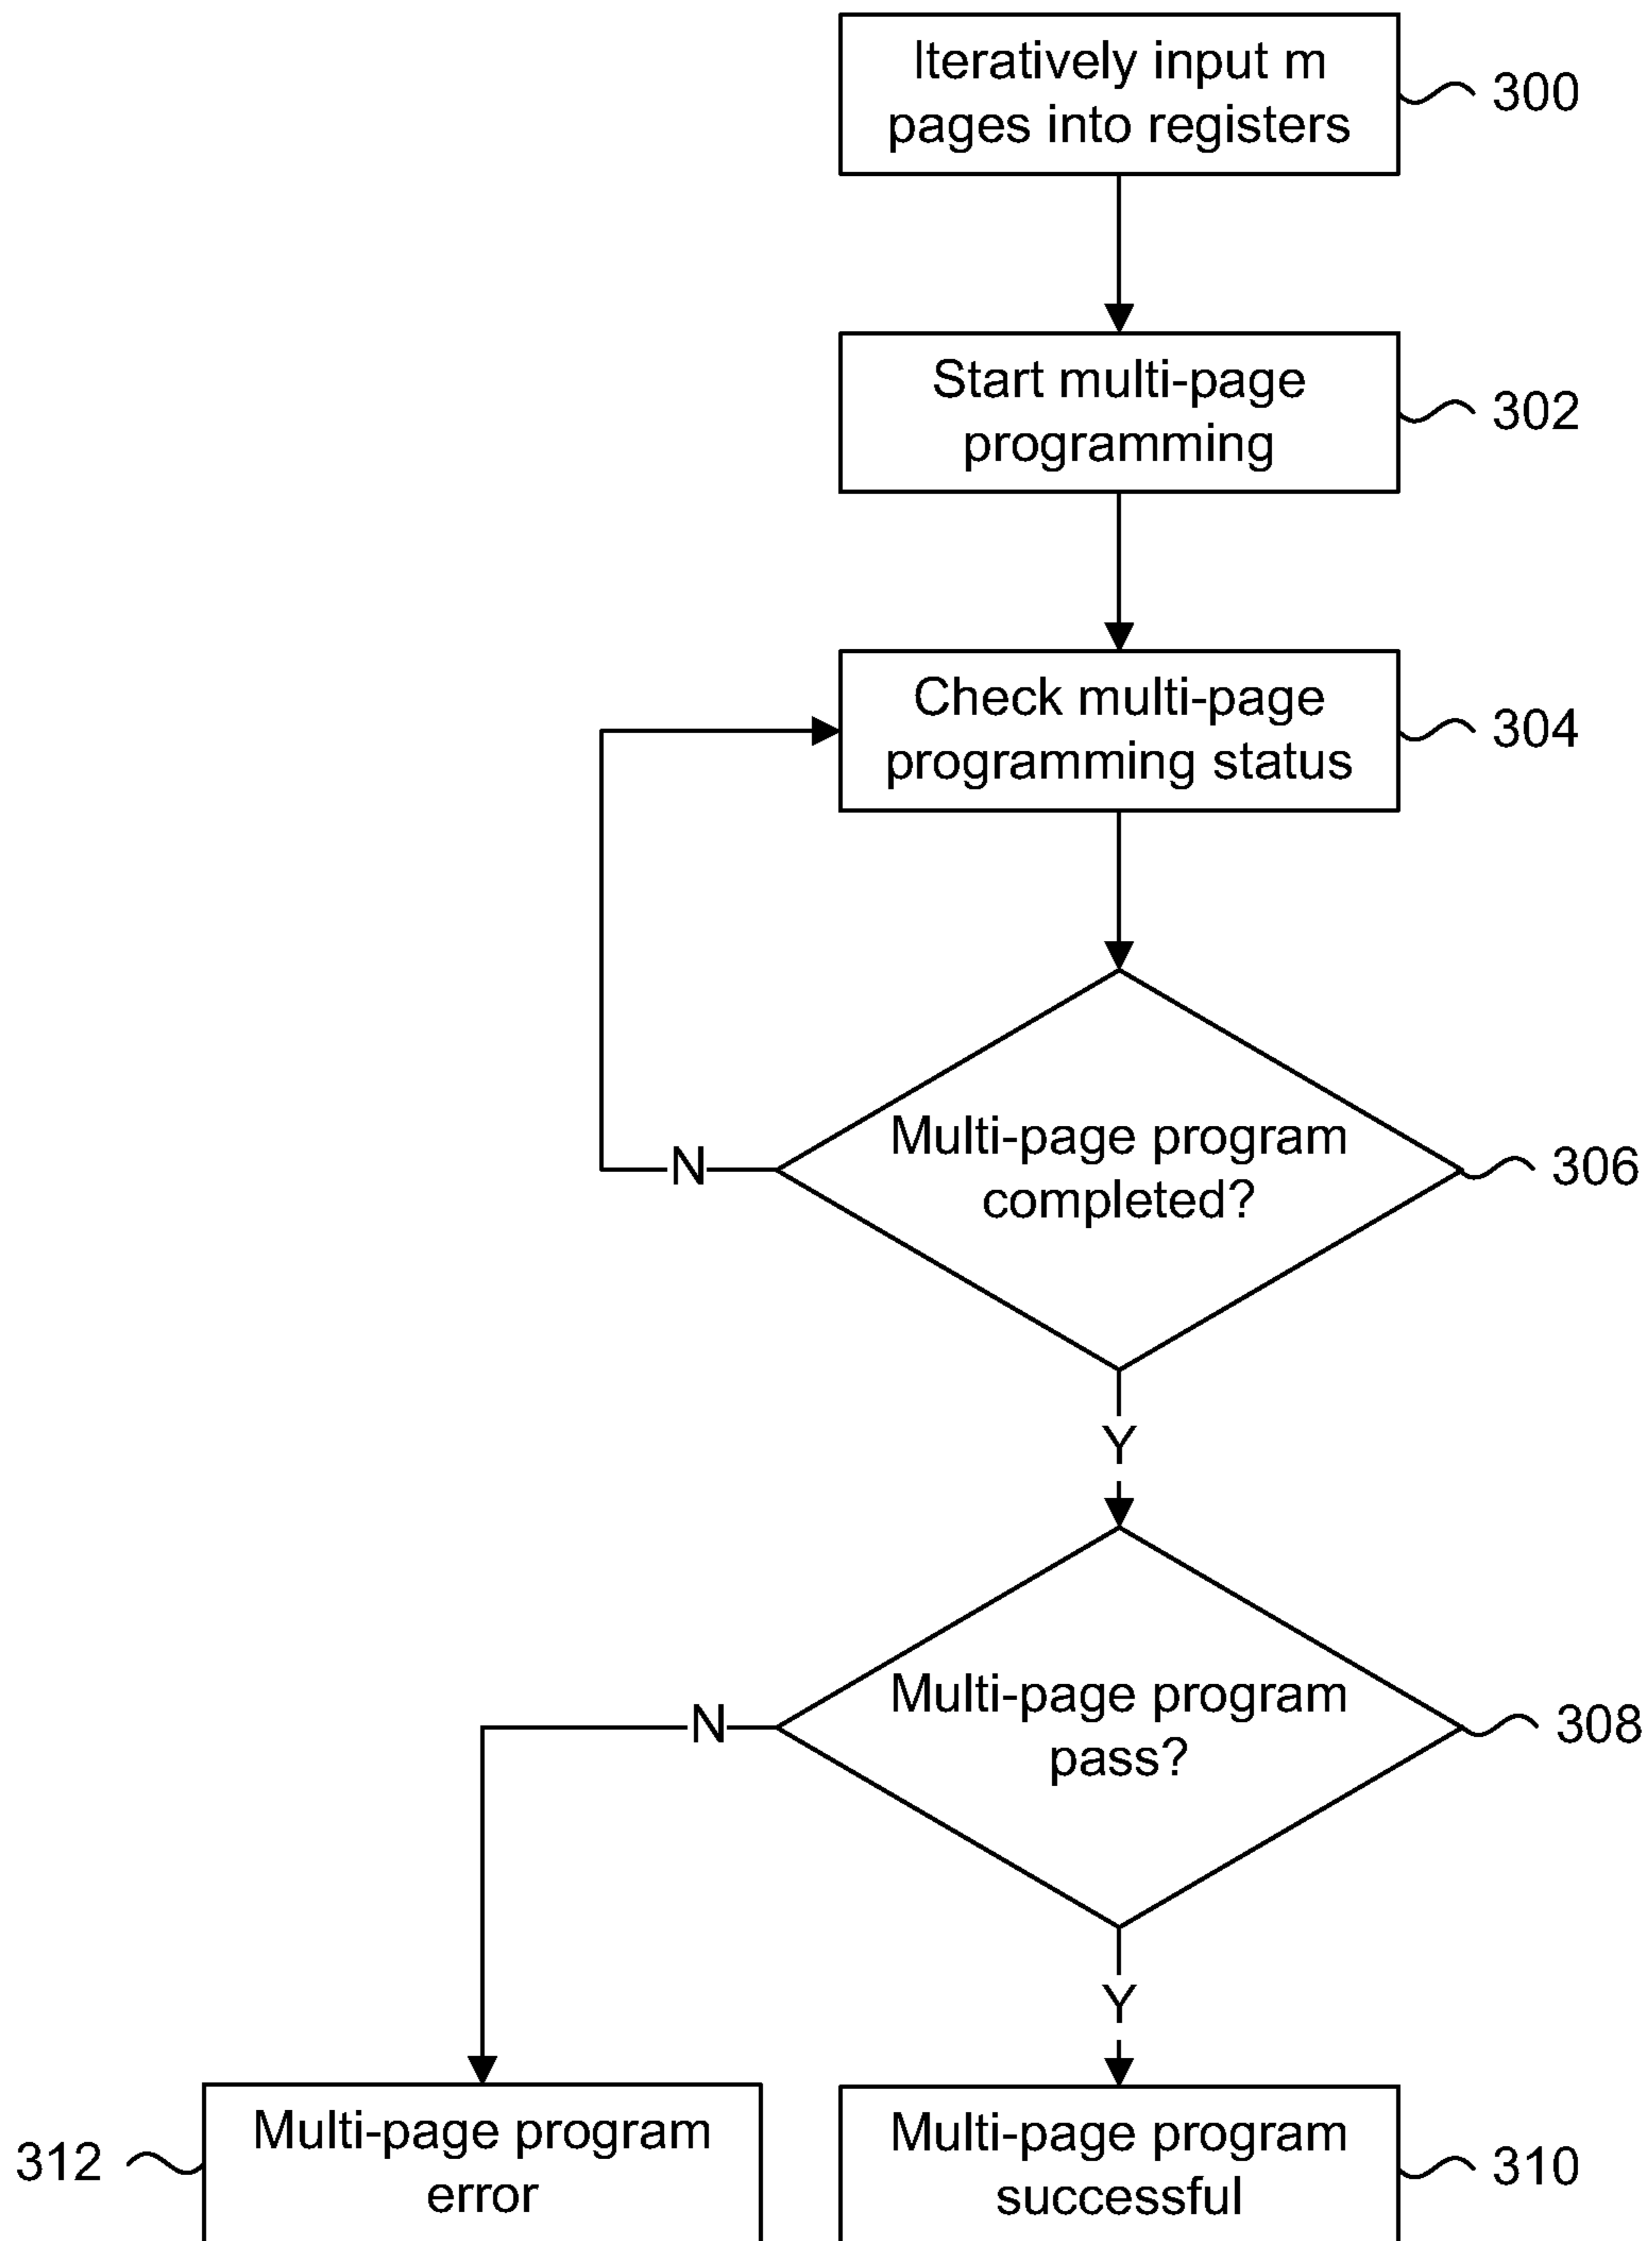 Iteratively input m
pages into registers
300
Start multi-page
programming
302
Check multi-page
programming status
304
Multi-page program
completed?
306
N
Y
Multi-page program
pass?
308
N
Y
312
Multi-page program
error
Multi-page program
successful
310